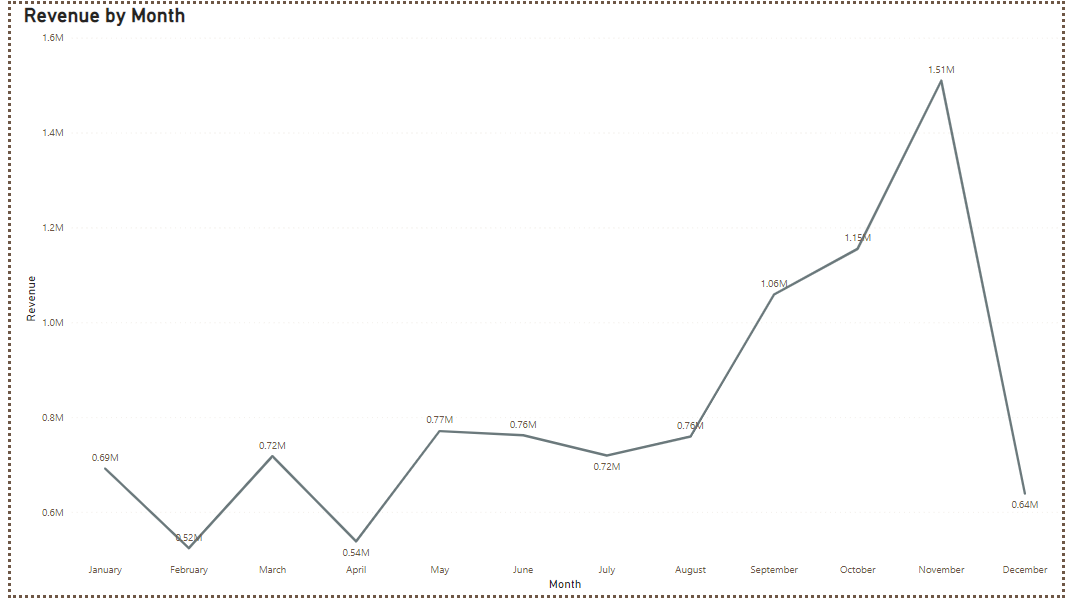 Revenue by Month
1.6M
1.4M
1.2M
1.0M
0.8M
0.6M
Revenue
0.69M
0.52M
0.72M
0.54M
0.77M
0.76M
0.72M
0.76M
1.06M
1.15M
1.51M
0.64M
January February March April May June July August September October November December
Month